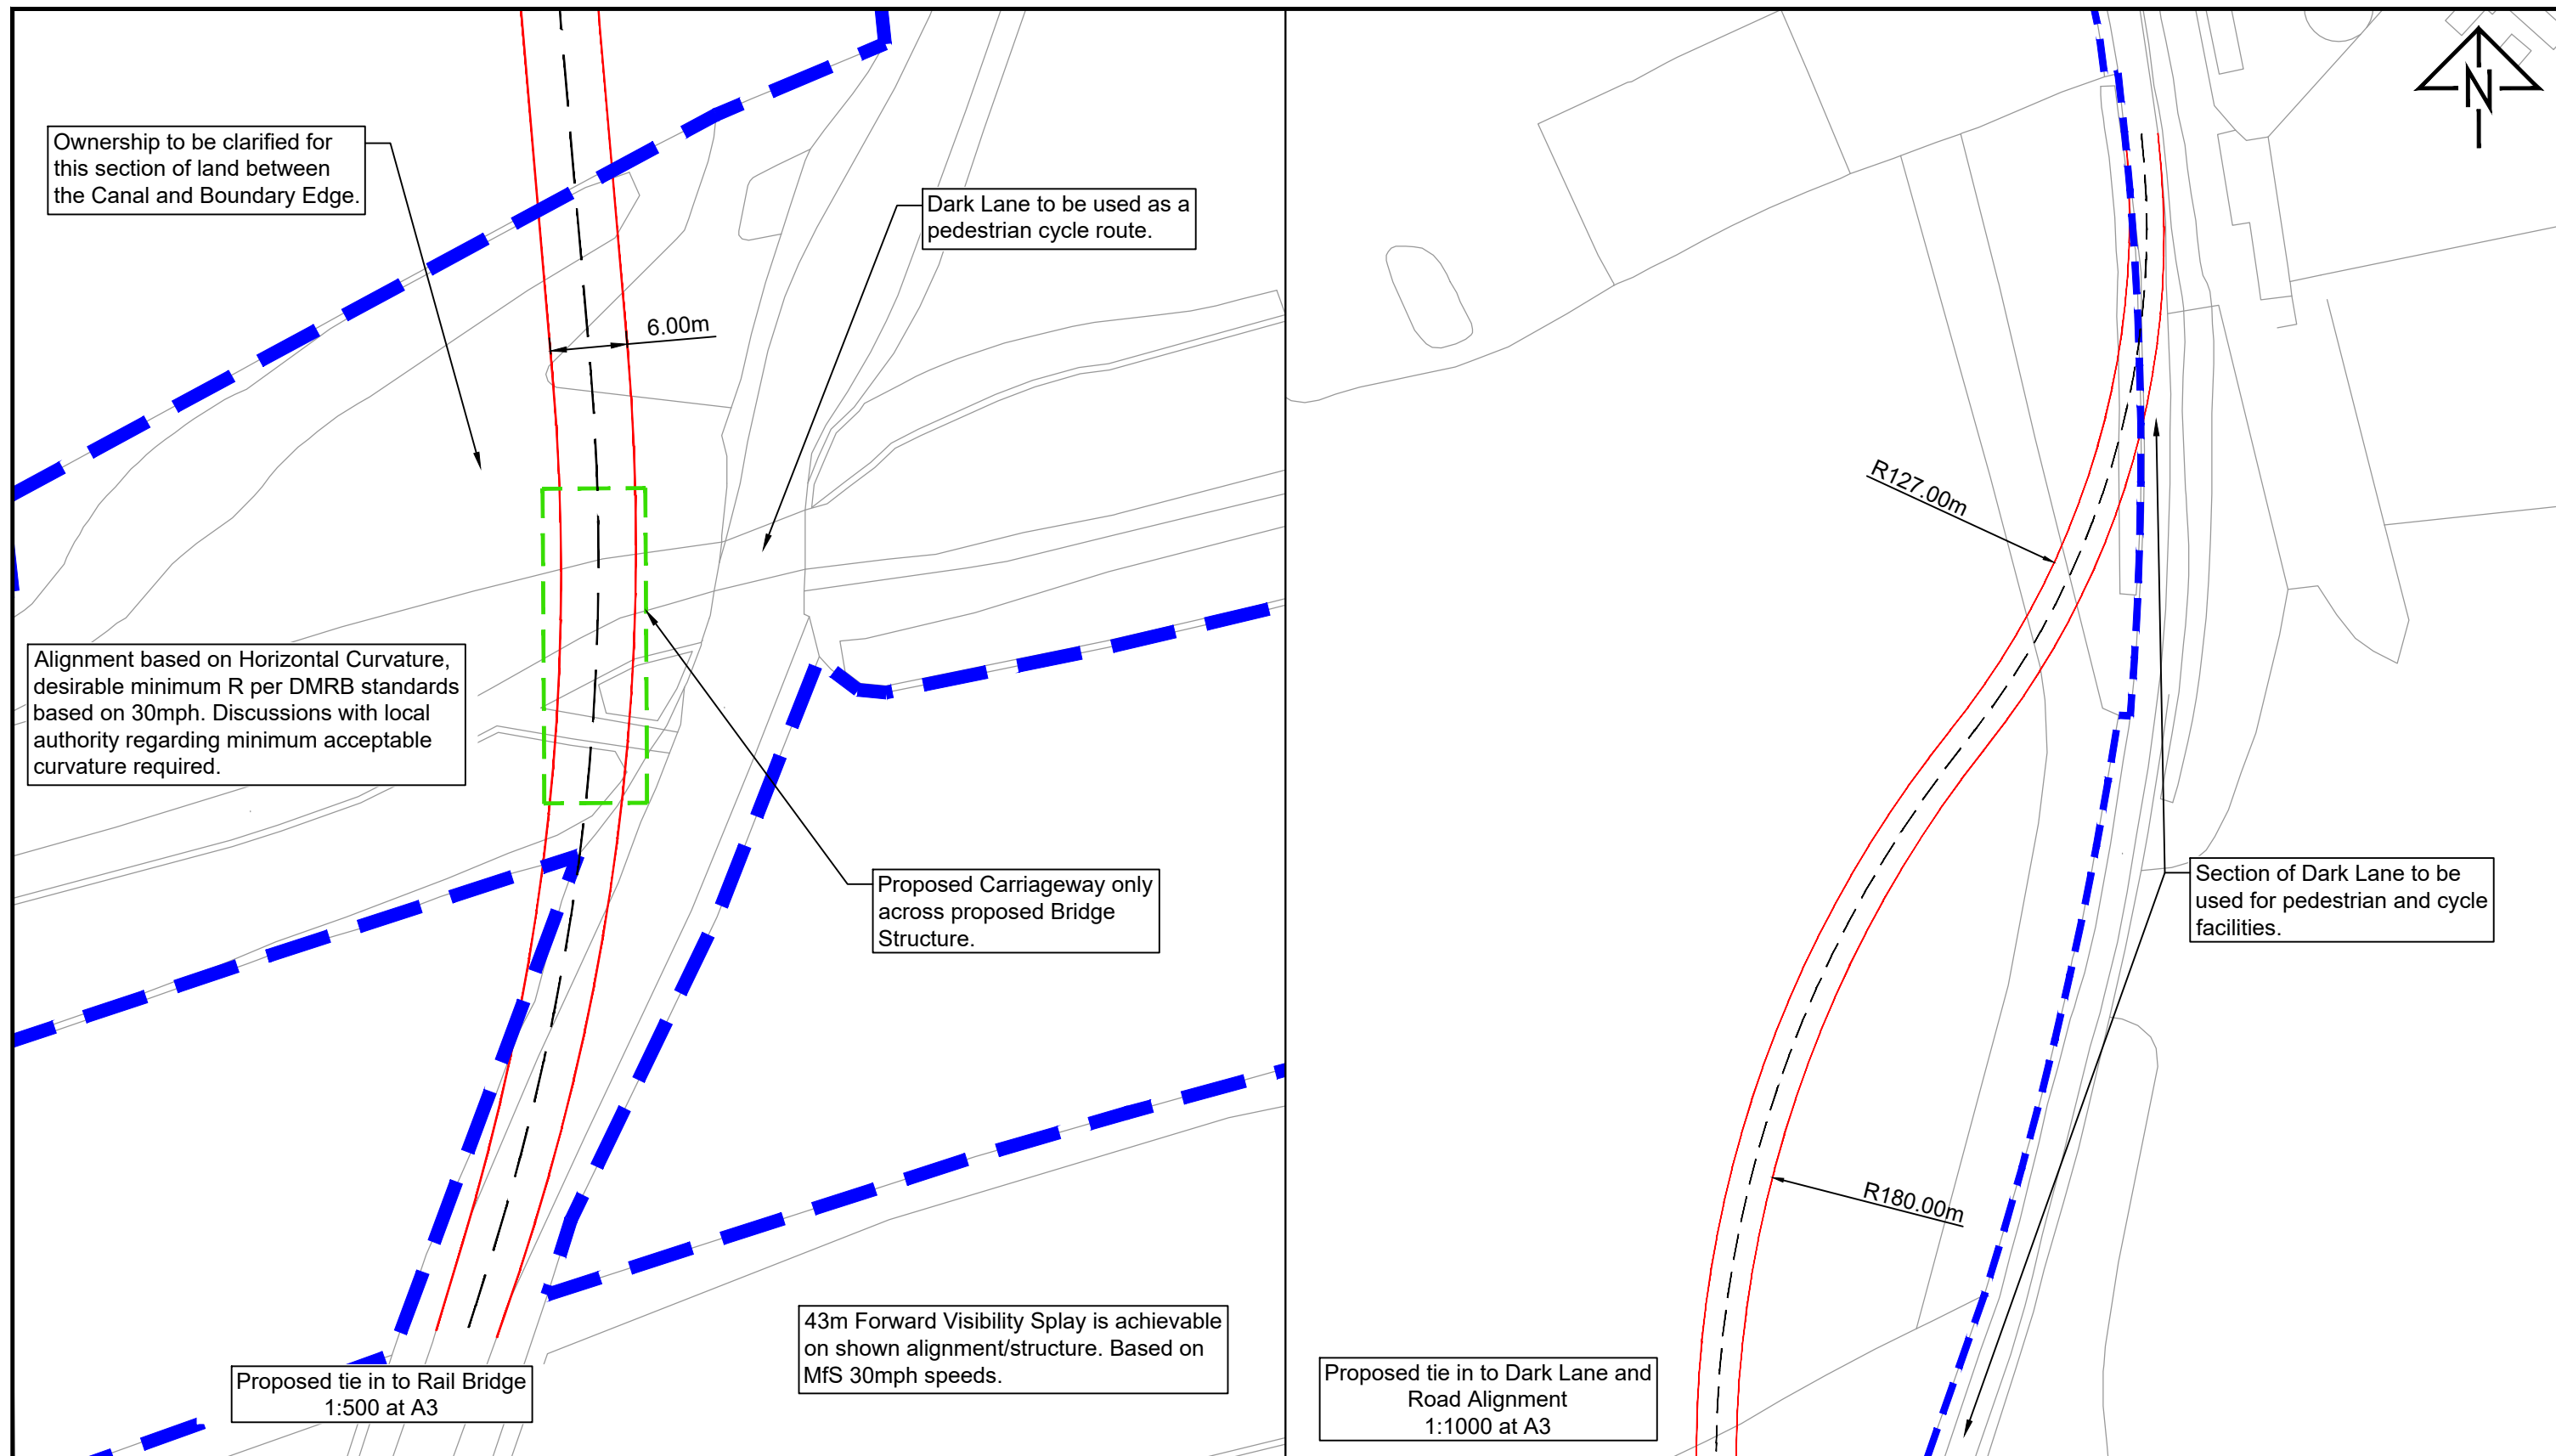 Ownership to be clarified for
this section of land between
the Canal and Boundary Edge.
Dark Lane to be used as a
pedestrian cycle route.
6.00m
Alignment based on Horizontal Curvature,
desirable minimum R per DMRB standards
based on 30mph. Discussions with local
authority regarding minimum acceptable
curvature required.
Proposed Carriageway only
across proposed Bridge
Structure.
43m Forward Visibility Splay is achievable
on shown alignment/structure. Based on
MfS 30mph speeds.
Proposed tie in to Rail Bridge
1:500 at A3
N
R127.00m
Section of Dark Lane to be
used for pedestrian and cycle
facilities.
R180.00m
Proposed tie in to Dark Lane and
Road Alignment
1:1000 at A3